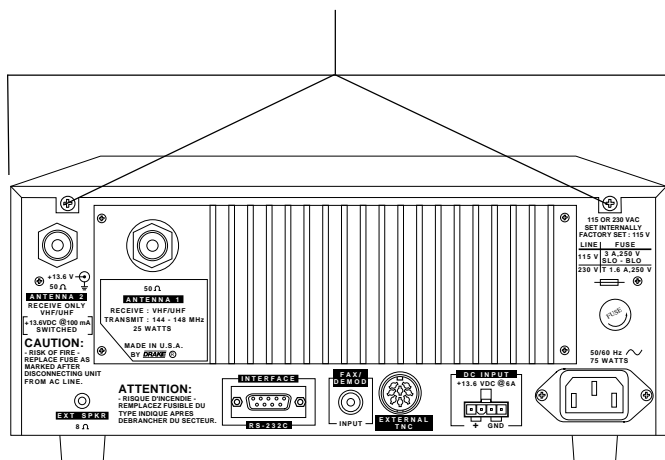 +13.6 V
50 Ω
ANTENNA 2
RECEIVE ONLY
VHF/UHF
+13.6VDC @100 mA
SWITCHED
CAUTION:
- RISK OF FIRE -
REPLACE FUSE AS
MARKED AFTER
DISCONNECTING UNIT
FROM AC LINE.
EXT SPKR
8 Ω
50 Ω
ANTENNA 1
RECEIVE : VHF/UHF
TRANSMIT : 144 - 148 MHz
25 WATTS
MADE IN U.S.A.
BY DRAKE ®
ATTENTION:
- RISQUE D'INCENDIE -
REMPLACEZ FUSIBLE DU
TYPE INDIQUE APRES
DEBRANCHER DU SECTEUR.
INTERFACE
RS-232C
FAX/
DEMOD
INPUT
EXTERNAL
TNC
DC INPUT
+13.6 VDC @6A
+ GND
115 OR 230 VAC
SET INTERNALLY
FACTORY SET : 115 V
LINE FUSE
115 V 3 A,250 V
SLO - BLO
230 V T 1.6 A,250 V
FUSE
50/60 Hz
75 WATTS